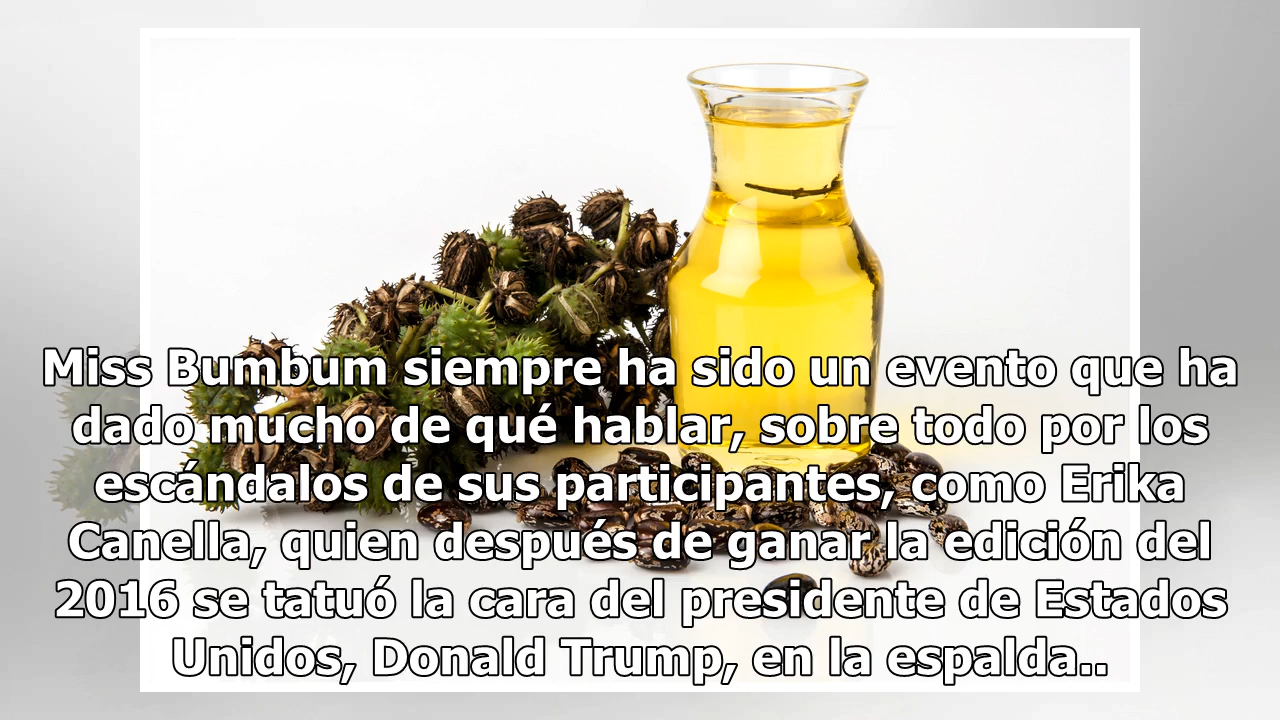 Miss Bumbum siempre ha sido un evento que ha
dado mucho de qué hablar, sobre todo por los
escándalos de sus participantes, como Erika
Canella, quien después de ganar la edición del
2016 se tatuó la cara del presidente de Estados
Unidos, Donald Trump, en la espalda..